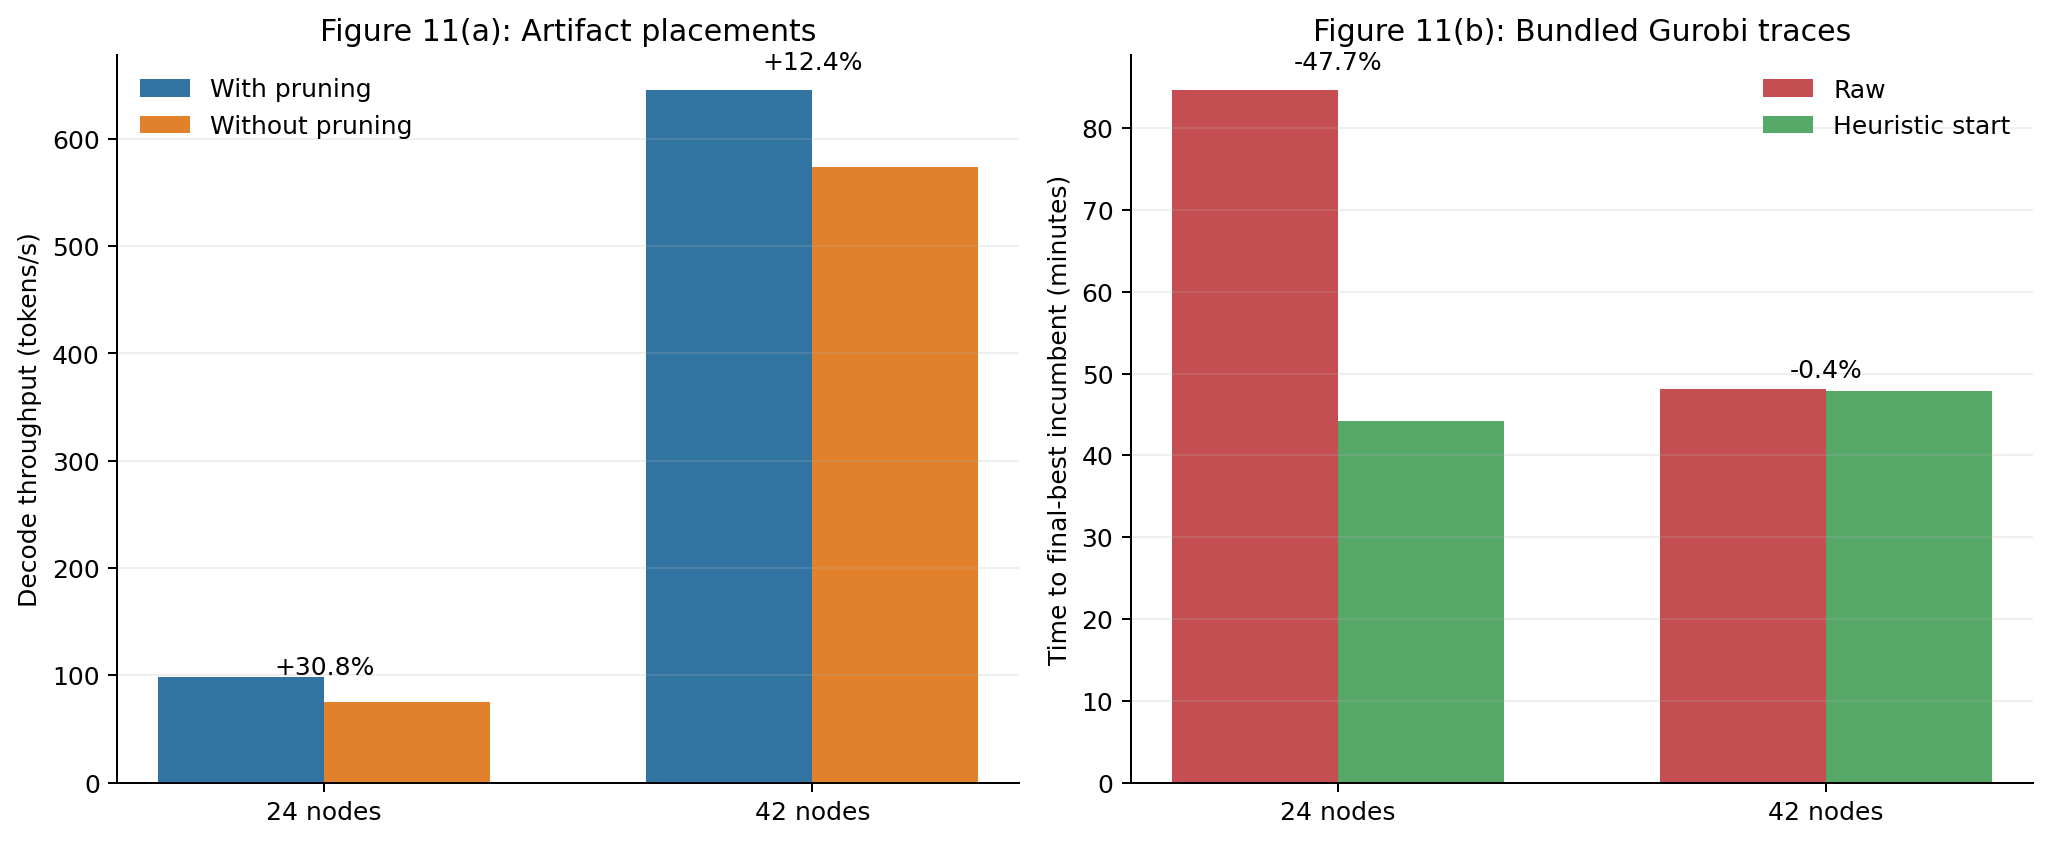 Figure 11(a): Artifact placements
+12.4%
With pruning
Without pruning
600
500
400
300
200
100
0
Decode throughput (tokens/s)
+30.8%
24 nodes
42 nodes
Figure 11(b): Bundled Gurobi traces
-47.7%
Raw
Heuristic start
80
70
60
50
40
30
20
10
0
Time to final-best incumbent (minutes)
-0.4%
24 nodes
42 nodes